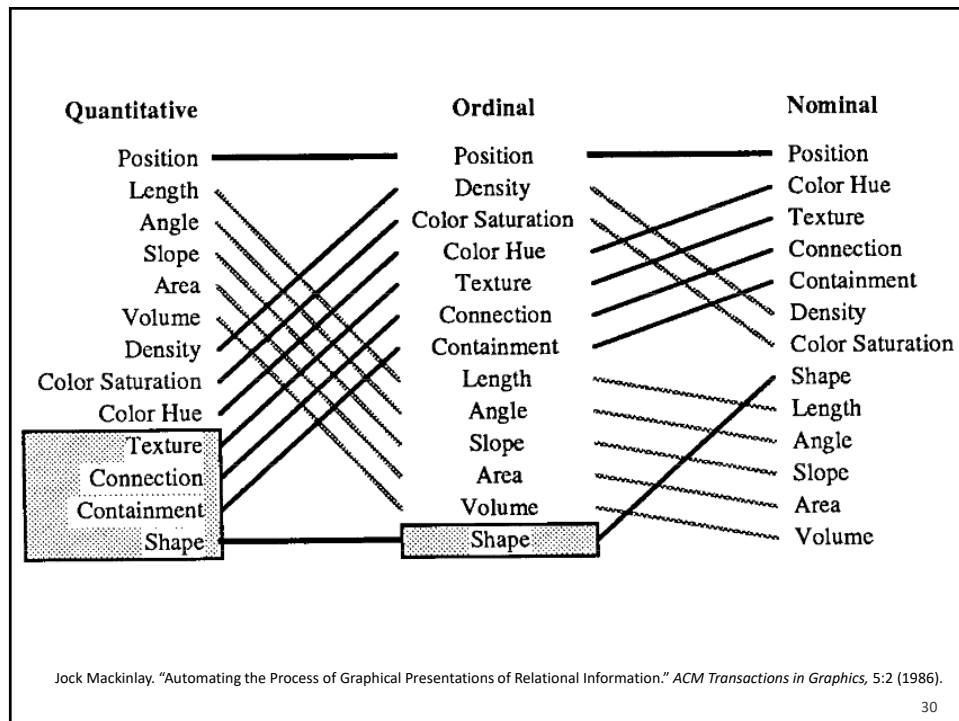 Quantitative
Position
Length
Angle
Slope
Area
Volume
Density
Color Saturation
Color Hue
Texture
Connection
Containment
Shape
Ordinal
Position
Density
Color Saturation
Color Hue
Texture
Connection
Containment
Length
Angle
Slope
Area
Volume
Shape
Nominal
Position
Color Hue
Texture
Connection
Containment
Density
Color Saturation
Shape
Length
Angle
Slope
Area
Volume
Jock Mackinlay. “Automating the Process of Graphical Presentations of Relational Information.” ACM Transactions in Graphics, 5:2 (1986).
30